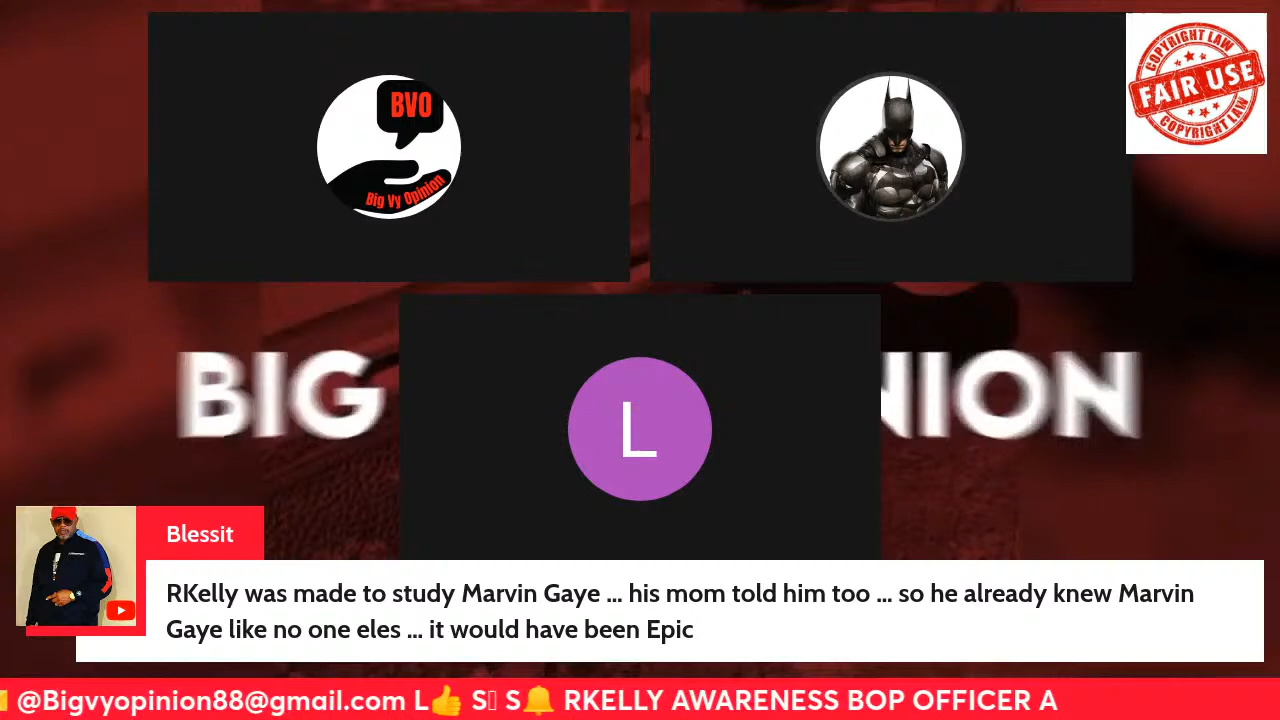 BVO
Big Vy Opinion
COPYRIGHT LAW
FAIR USE
COPYRIGHT LAW
BIG NION
L
Blessit
RKelly was made to study Marvin Gaye ... his mom told him too ... so he already knew Marvin
Gaye like no one eles ... it would have been Epic
@Bigvyopinion88@gmail.com L👍 S S🔔 RKELLY AWARENESS BOP OFFICER A